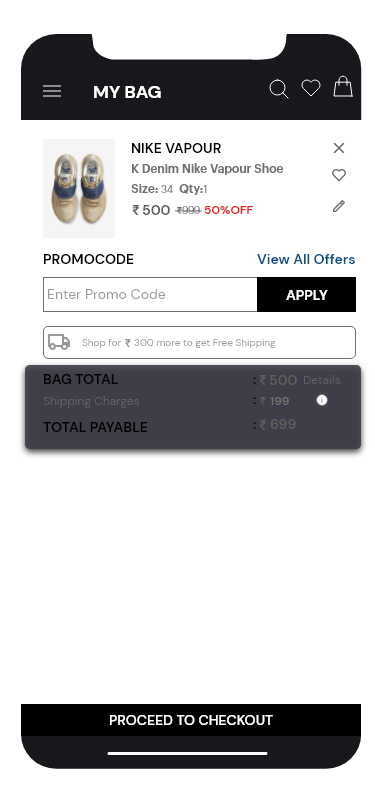 MY BAG
NIKE VAPOUR
K Denim Nike Vapour Shoe
Size: 34 Qty:1
₹ 500 ₹999 50%OFF
PROMOCODE View All Offers
Enter Promo Code APPLY
Shop for ₹ 300 more to get Free Shipping
BAG TOTAL : ₹ 500 Details
Shipping Charges : ₹ 199
TOTAL PAYABLE : ₹ 699
PROCEED TO CHECKOUT